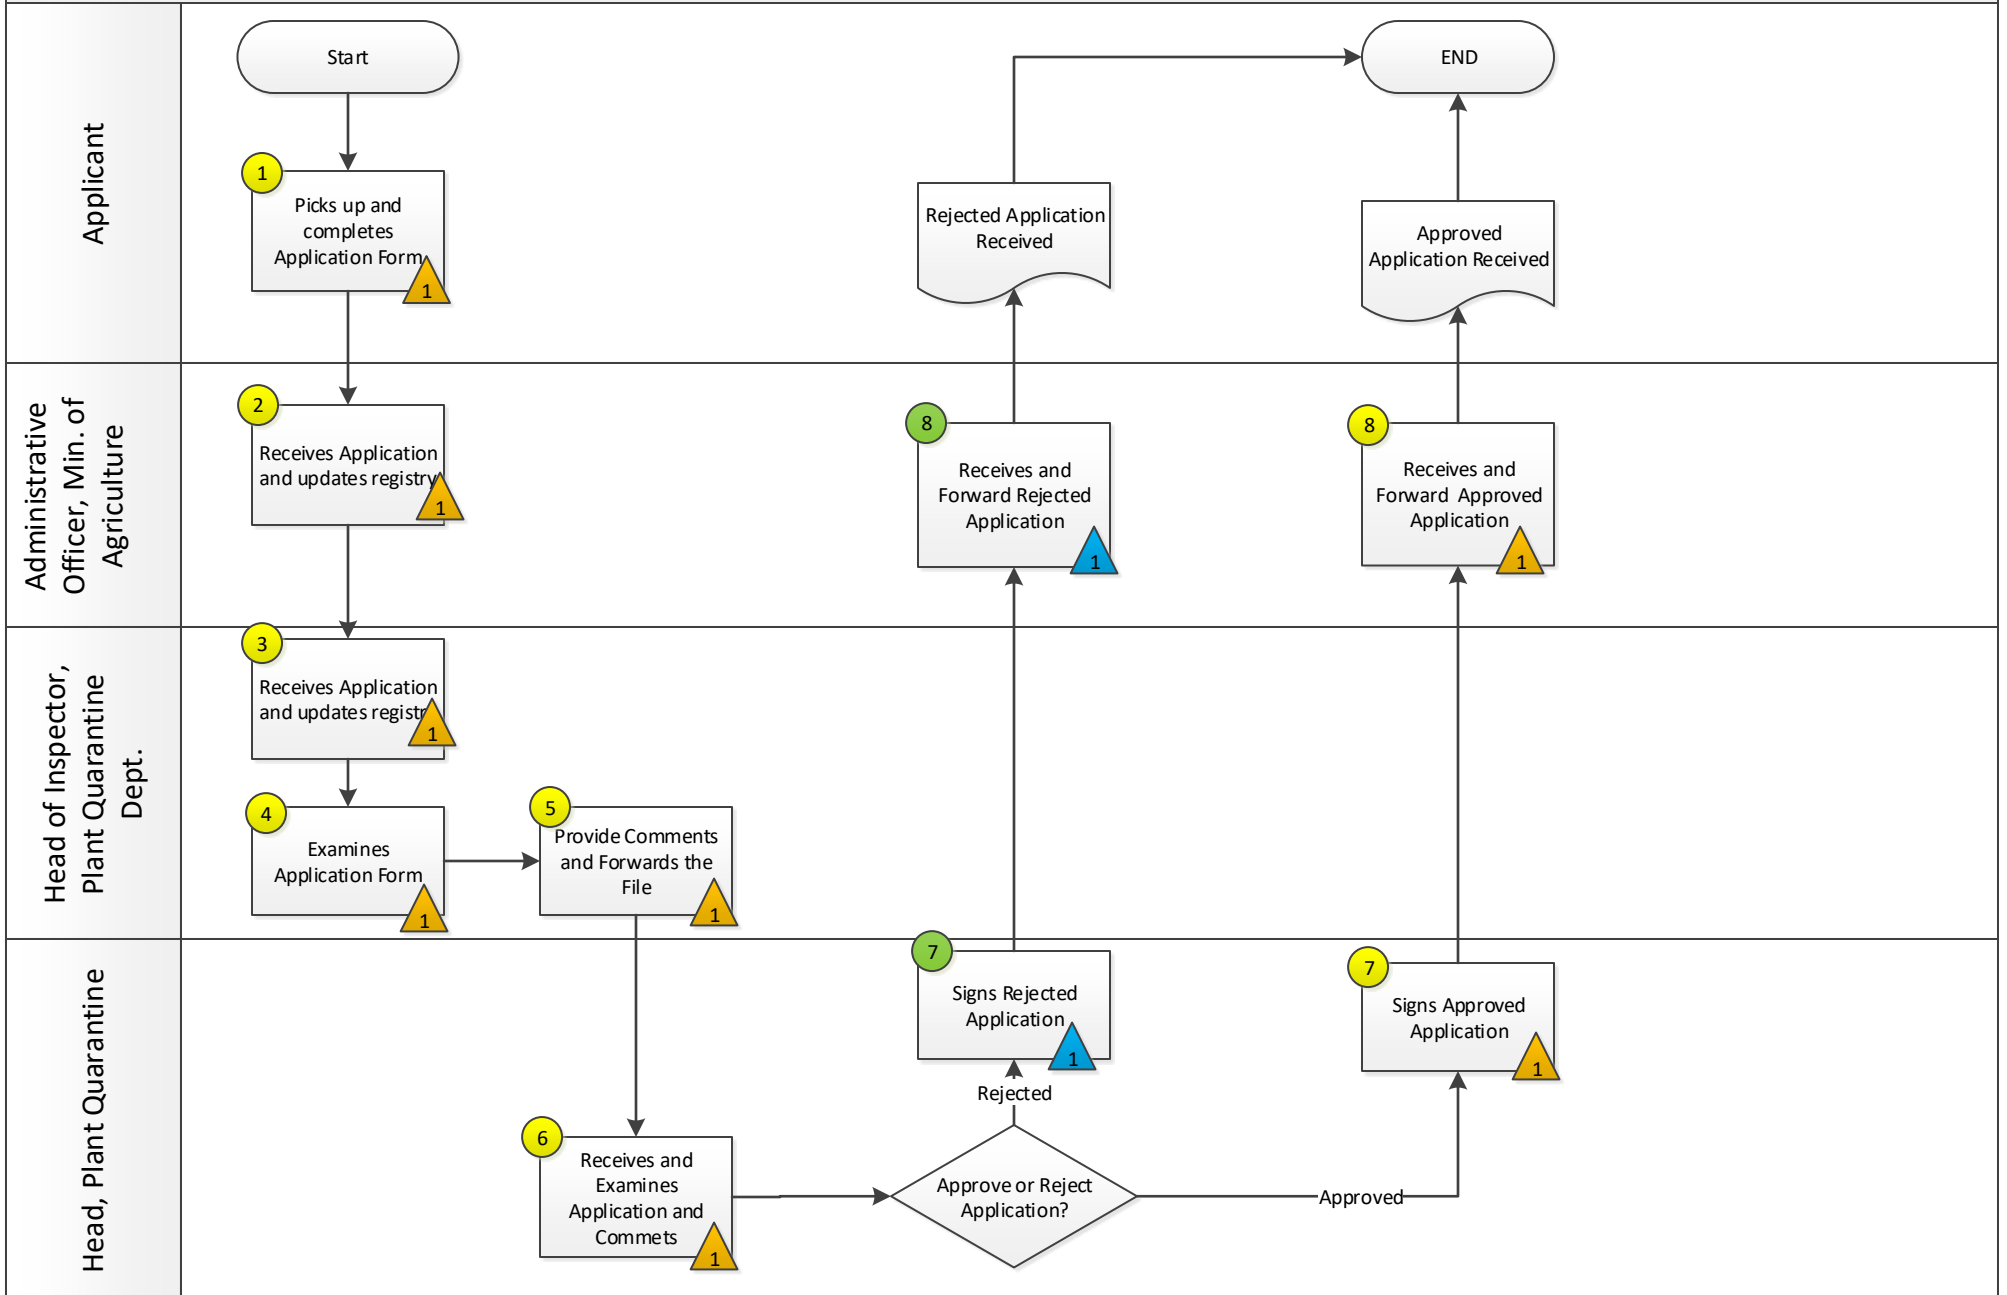 Applicant
Start
END
1
Picks up and
completes
Application Form
1
Rejected Application
Received
Approved
Application Received
Administrative
Officer, Min. of
Agriculture
2
Receives Application
and updates registry
1
8
Receives and
Forward Rejected
Application
1
8
Receives and
Forward Approved
Application
1
Head of Inspector,
Plant Quarantine
Dept.
3
Receives Application
and updates registr
1
4
Examines
Application Form
1
5
Provide Comments
and Forwards the
File
1
Head, Plant Quarantine
7
Signs Rejected
Application
1
7
Signs Approved
Application
1
Rejected
6
Receives and
Examines
Application and
Commets
1
Approve or Reject
Application?
Approved